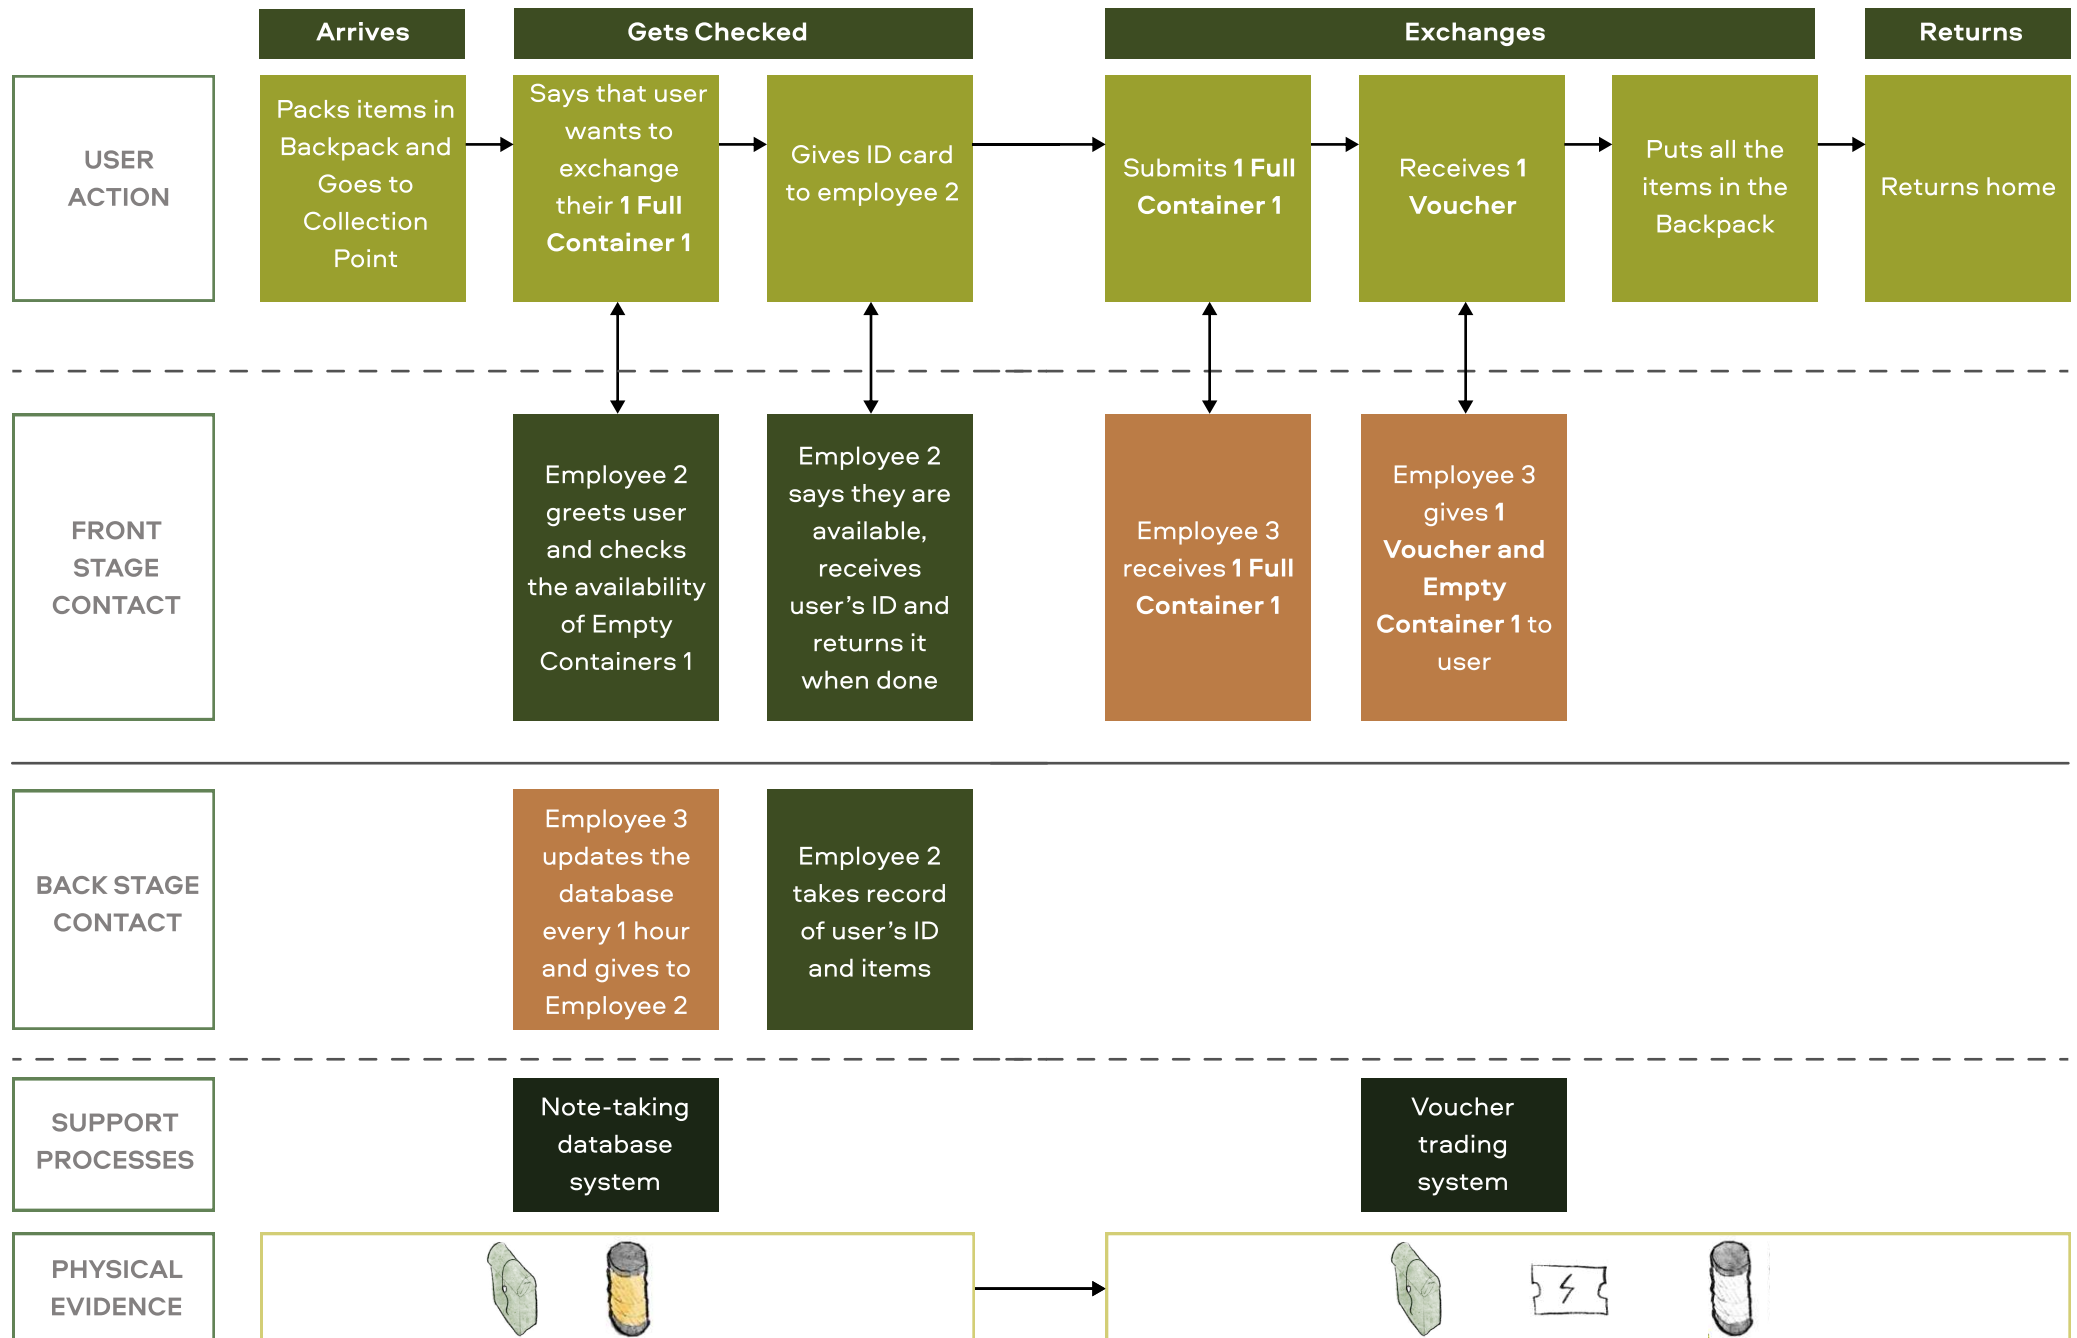 Arrives
Gets Checked
Exchanges
Returns
USER
ACTION
Packs items in
Backpack and
Goes to
Collection
Point
Says that user
wants to
exchange
their 1 Full
Container 1
Gives ID card
to employee 2
Submits 1 Full
Container 1
Receives 1
Voucher
Puts all the
items in the
Backpack
Returns home
FRONT
STAGE
CONTACT
Employee 2
greets user
and checks
the availability
of Empty
Containers 1
Employee 2
says they are
available,
receives
user’s ID and
returns it
when done
Employee 3
receives 1 Full
Container 1
Employee 3
gives 1
Voucher and
Empty
Container 1 to
user
BACK STAGE
CONTACT
Employee 3
updates the
database
every 1 hour
and gives to
Employee 2
Employee 2
takes record
of user’s ID
and items
SUPPORT
PROCESSES
Note-taking
database
system
Voucher
trading
system
PHYSICAL
EVIDENCE